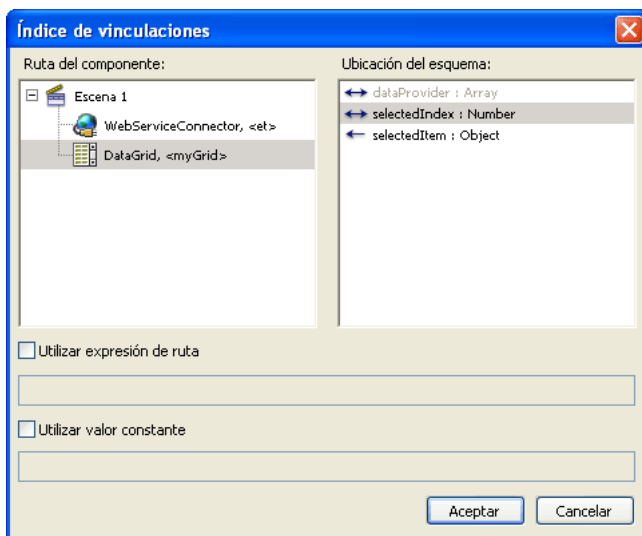 Índice de vinculaciones
Ruta del componente:
Escena 1
WebServiceConnector, <et>
DataGrid, <myGrid>
Ubicación del esquema:
dataProvider : Array
selectedIndex : Number
selectedItem : Object
Utilizar expresión de ruta
Utilizar valor constante
Aceptar
Cancelar